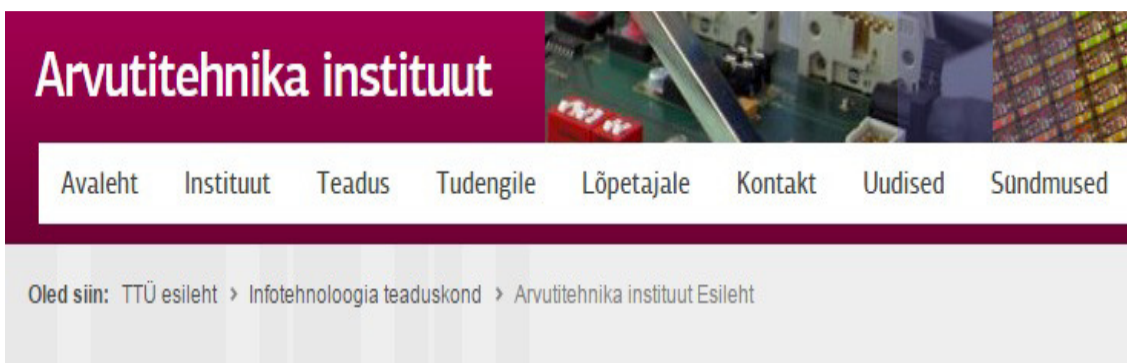 Arvutitehnika instituut
Avaleht Instituut Teadus Tudengile Lõpetajale Kontakt Uudised Sündmused
Oled siin: TTÜ esileht › Infotehnoloogia teaduskond › Arvutitehnika instituut Esileht